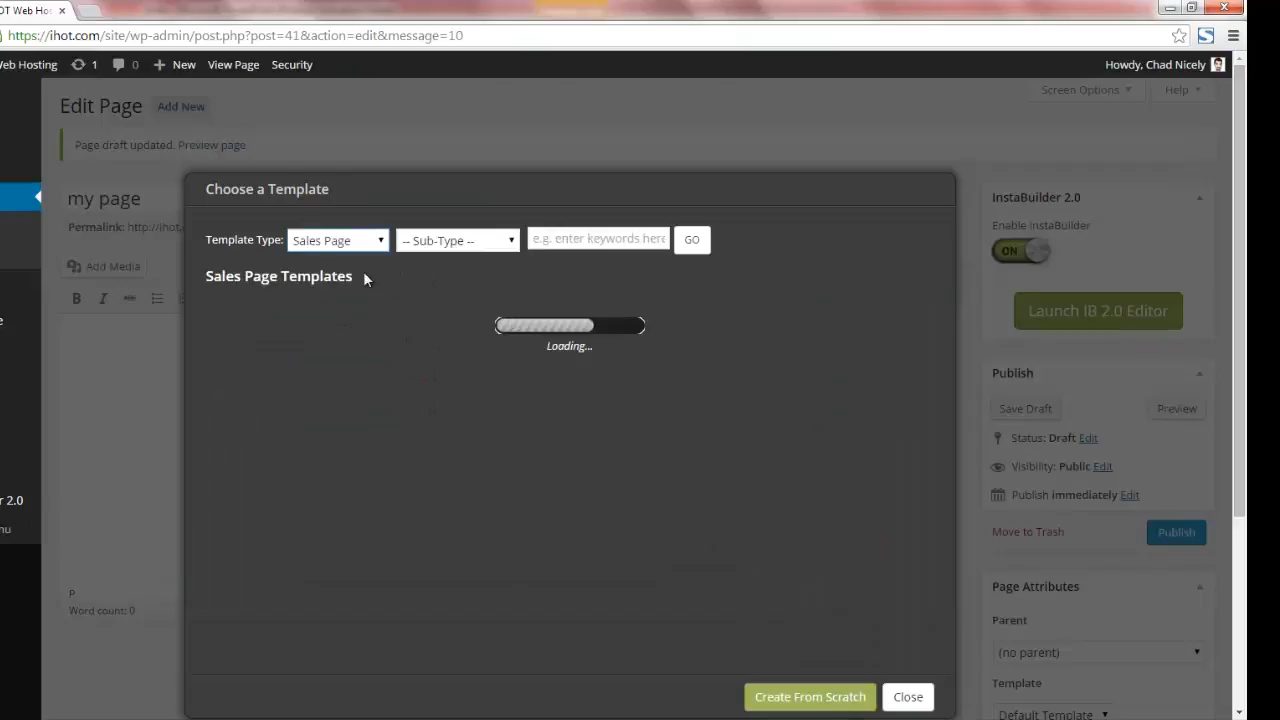 OT Web Ho
https://ihot.com/site/wp-admin/post.php?post=41&action=edit&message=10
Web Hosting 1 0 New View Page Security Howdy, Chad Nicely
Edit Page Add New
Screen Options Help
Page draft updated. Preview page
Choose a Template
my page
Permalink: http://ihot.
Add Media
B I ABC
Template Type: Sales Page -- Sub-Type -- e.g. enter keywords here GO
Sales Page Templates
Loading...
InstaBuilder 2.0
Enable InstaBuilder
ON
Launch IB 2.0 Editor
Publish
Save Draft Preview
Status: Draft Edit
Visibility: Public Edit
Publish immediately Edit
Move to Trash Publish
r 2.0
nu
P
Word count: 0
Page Attributes
Parent
(no parent)
Template
Default Template
Create From Scratch Close